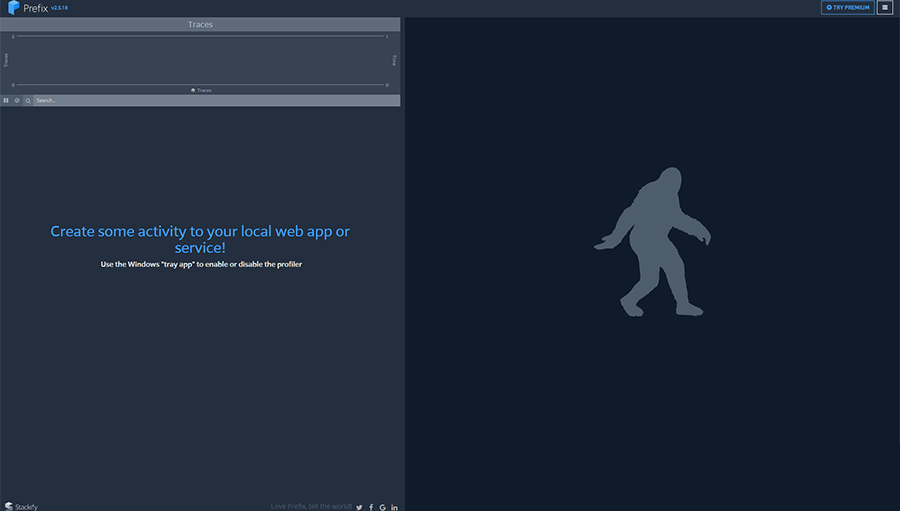 Prefix v2.5.18
TRY PREMIUM
Traces
1
1
Traces
Time
0
0
Traces
Search...
Create some activity to your local web app or
service!
Use the Windows "tray app" to enable or disable the profiler
Stackify
Love Prefix, tell the world!